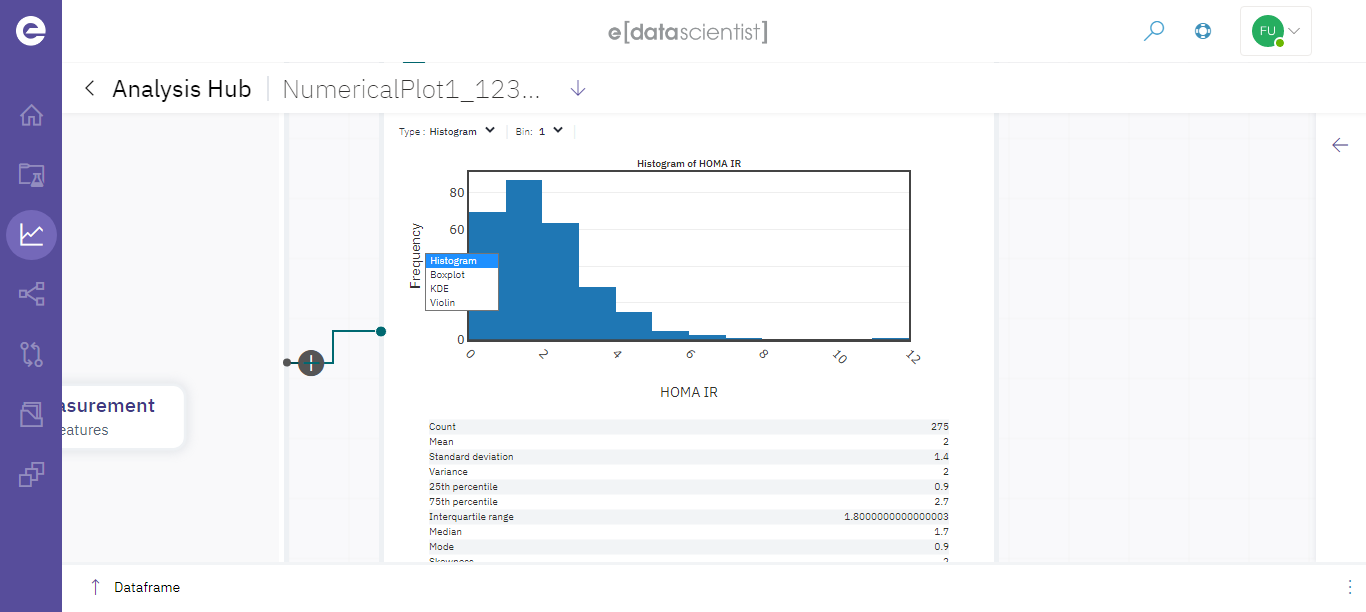 e[datascientist]
FU
Analysis Hub
NumericalPlot1_123...
Type : Histogram
Bin: 1
Histogram of HOMA IR
80
60
Frequency
Histogram
Boxplot
KDE
Violin
0
0 2 4 6 8 10 12
HOMA IR
asurement
eatures
Count 275
Mean 2
Standard deviation 1.4
Variance 2
25th percentile 0.9
75th percentile 2.7
Interquartile range 1.8000000000000003
Median 1.7
Mode 0.9
Skewness 2
Dataframe